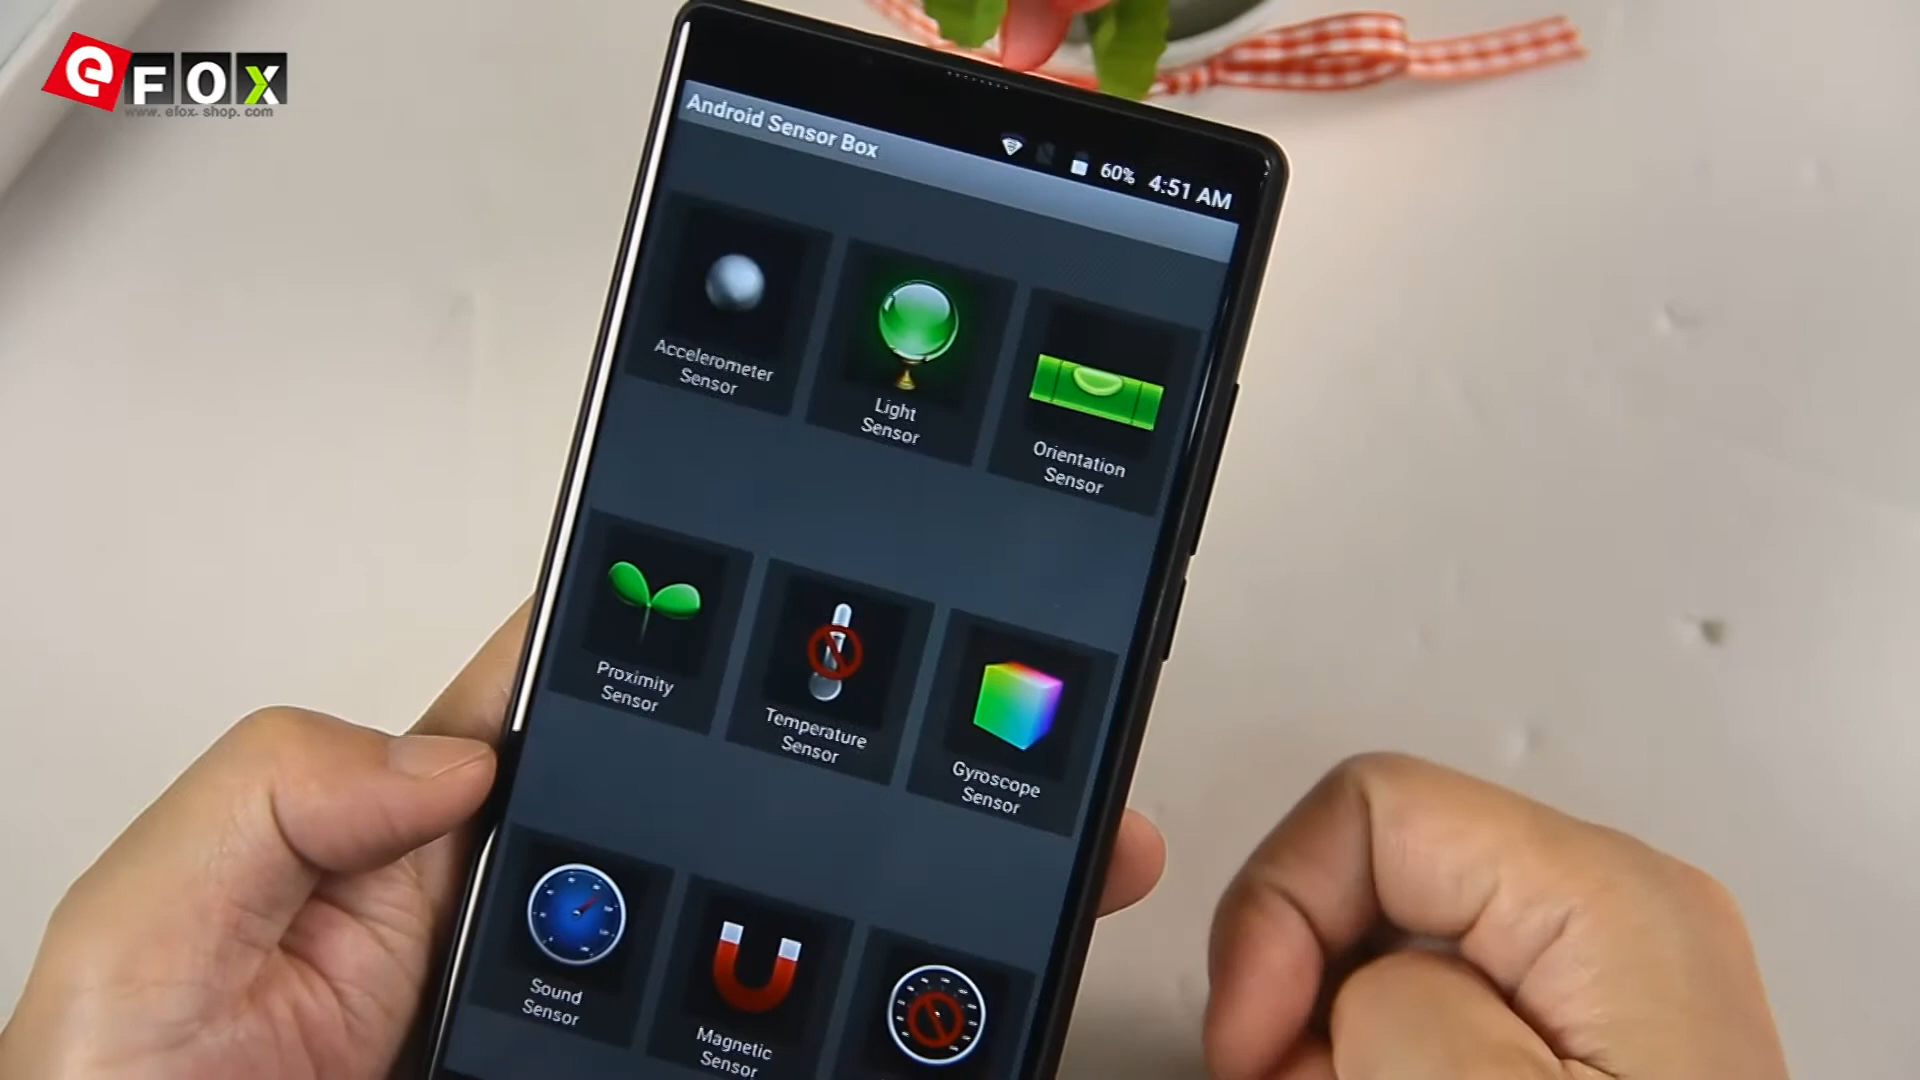 eFOX
www.efox-shop.com
Android Sensor Box
60% 4:51 AM
Accelerometer
Sensor
Light
Sensor
Orientation
Sensor
Proximity
Sensor
Temperature
Sensor
Gyroscope
Sensor
Sound
Sensor
Magnetic
Sensor